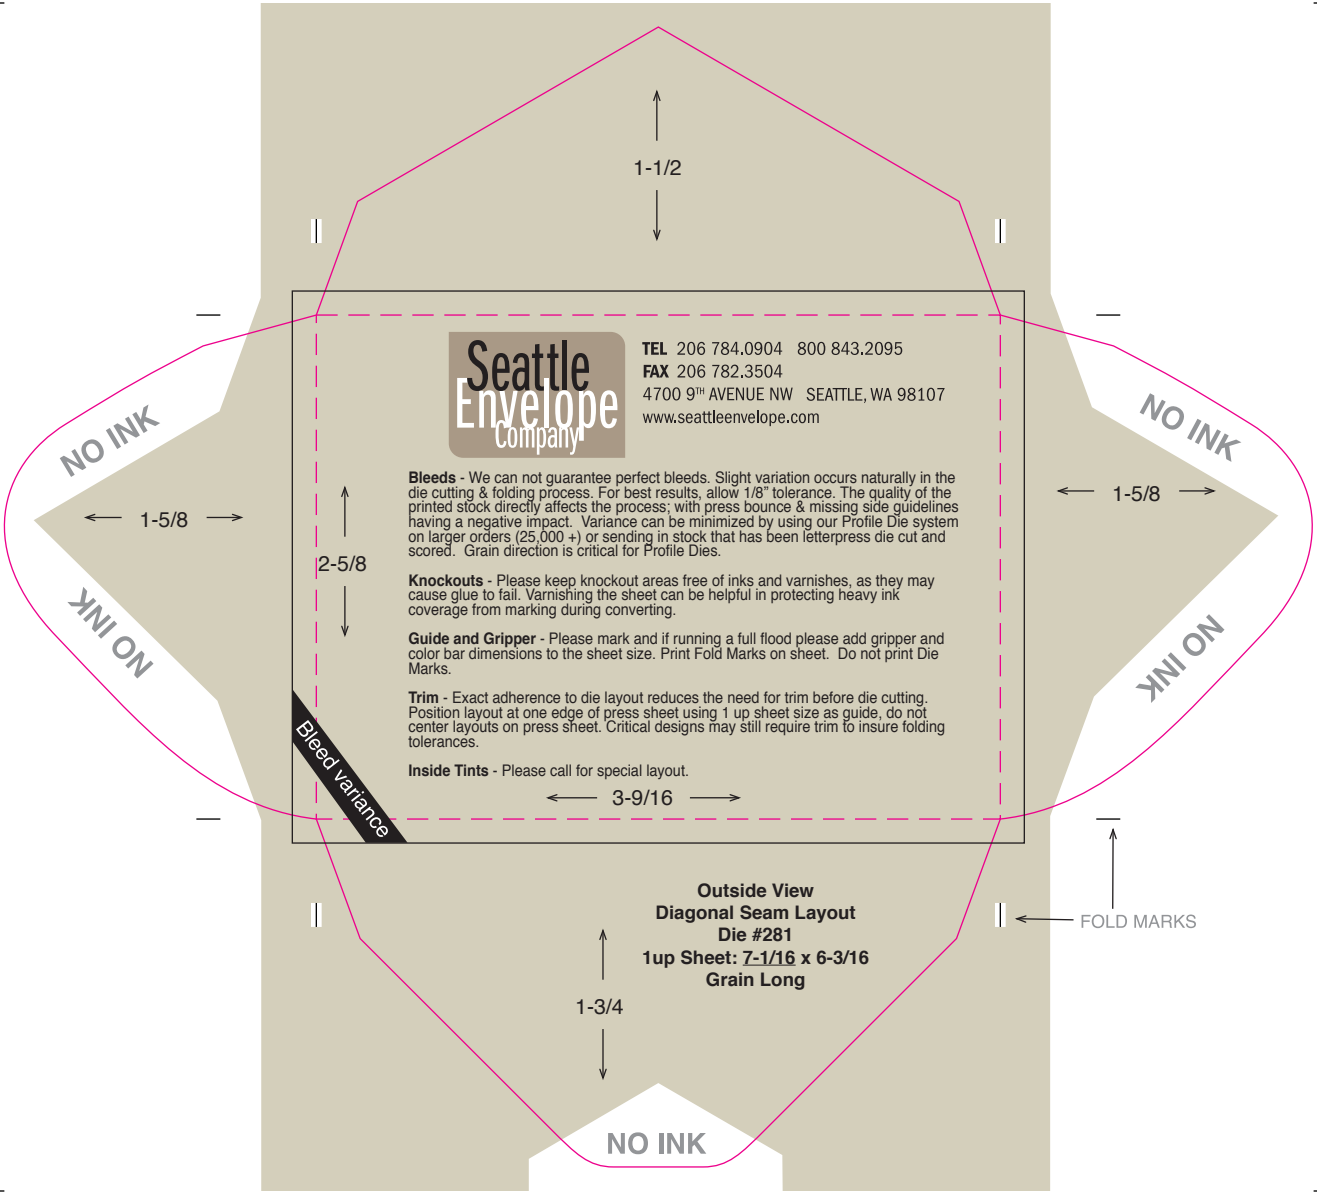 1-1/2
Seattle
Envelope
Company
TEL 206 784.0904 800 843.2095
FAX 206 782.3504
4700 9TH AVENUE NW SEATTLE, WA 98107
www.seattleenvelope.com
NO INK
NO INK
Bleeds - We can not guarantee perfect bleeds. Slight variation occurs naturally in the
die cutting & folding process. For best results, allow 1/8” tolerance. The quality of the
printed stock directly affects the process; with press bounce & missing side guidelines
having a negative impact. Variance can be minimized by using our Profile Die system
on larger orders (25,000 +) or sending in stock that has been letterpress die cut and
scored. Grain direction is critical for Profile Dies.
1-5/8
1-5/8
2-5/8
Knockouts - Please keep knockout areas free of inks and varnishes, as they may
cause glue to fail. Varnishing the sheet can be helpful in protecting heavy ink
coverage from marking during converting.
NO INK
NO INK
Guide and Gripper - Please mark and if running a full flood please add gripper and
color bar dimensions to the sheet size. Print Fold Marks on sheet. Do not print Die
Marks.
Trim - Exact adherence to die layout reduces the need for trim before die cutting.
Position layout at one edge of press sheet using 1 up sheet size as guide, do not
center layouts on press sheet. Critical designs may still require trim to insure folding
tolerances.
Inside Tints - Please call for special layout.
Bleed variance
3-9/16
Outside View
Diagonal Seam Layout
Die #281
1up Sheet: 7-1/16 x 6-3/16
Grain Long
FOLD MARKS
1-3/4
NO INK